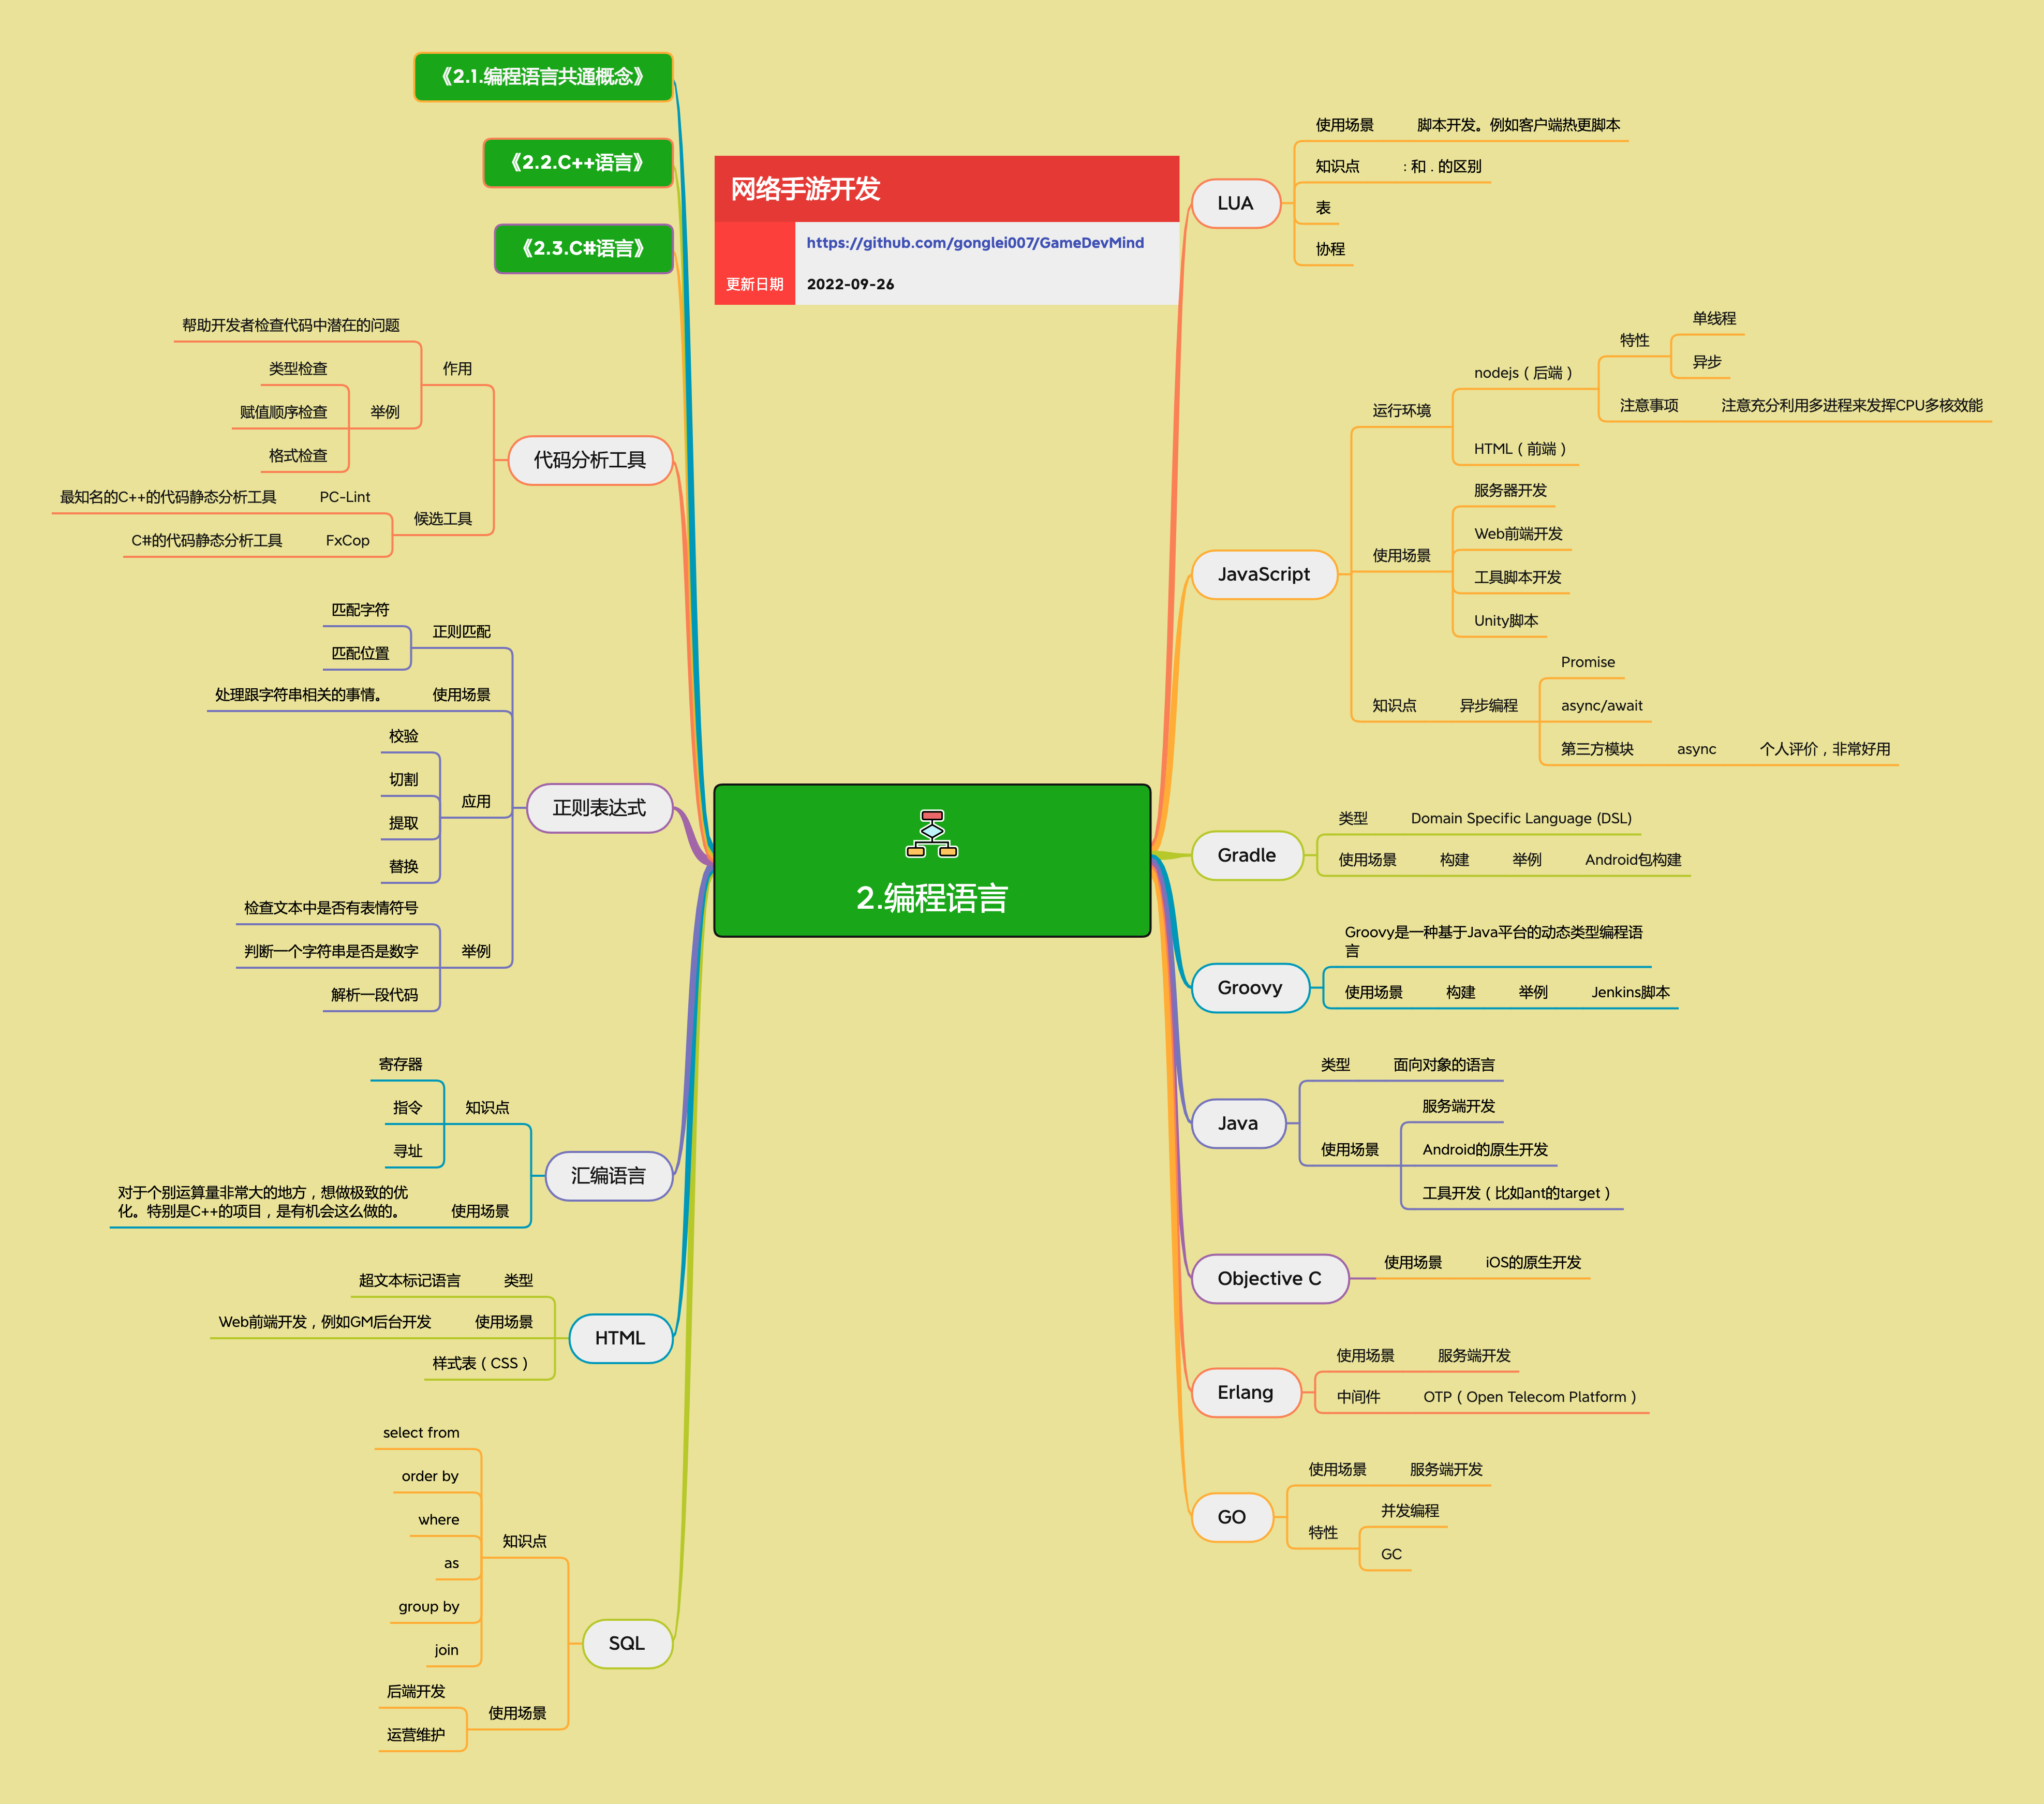 《2.1.编程语言共通概念》
《2.2.C++语言》
《2.3.C#语言》
网络手游开发
https://github.com/gonglei007/GameDevMind
更新日期
2022-09-26
2.编程语言
代码分析工具
作用
帮助开发者检查代码中潜在的问题
举例
类型检查
赋值顺序检查
格式检查
候选工具
PC-Lint
最知名的C++的代码静态分析工具
FxCop
C#的代码静态分析工具
正则表达式
正则匹配
匹配字符
匹配位置
使用场景
处理跟字符串相关的事情。
应用
校验
切割
提取
替换
举例
检查文本中是否有表情符号
判断一个字符串是否是数字
解析一段代码
汇编语言
知识点
寄存器
指令
寻址
使用场景
对于个别运算量非常大的地方，想做极致的优
化。特别是C++的项目，是有机会这么做的。
HTML
类型
超文本标记语言
使用场景
Web前端开发，例如GM后台开发
样式表（CSS）
SQL
知识点
select from
order by
where
as
group by
join
使用场景
后端开发
运营维护
LUA
使用场景
脚本开发。例如客户端热更脚本
知识点
: 和 . 的区别
表
协程
JavaScript
运行环境
nodejs（后端）
特性
单线程
异步
注意事项
注意充分利用多进程来发挥CPU多核效能
HTML（前端）
使用场景
服务器开发
Web前端开发
工具脚本开发
Unity脚本
知识点
异步编程
Promise
async/await
第三方模块
async
个人评价，非常好用
Gradle
类型
Domain Specific Language (DSL)
使用场景
构建
举例
Android包构建
Groovy
Groovy是一种基于Java平台的动态类型编程语
言
使用场景
构建
举例
Jenkins脚本
Java
类型
面向对象的语言
使用场景
服务端开发
Android的原生开发
工具开发（比如ant的target）
Objective C
使用场景
iOS的原生开发
Erlang
使用场景
服务端开发
中间件
OTP（Open Telecom Platform）
GO
使用场景
服务端开发
特性
并发编程
GC